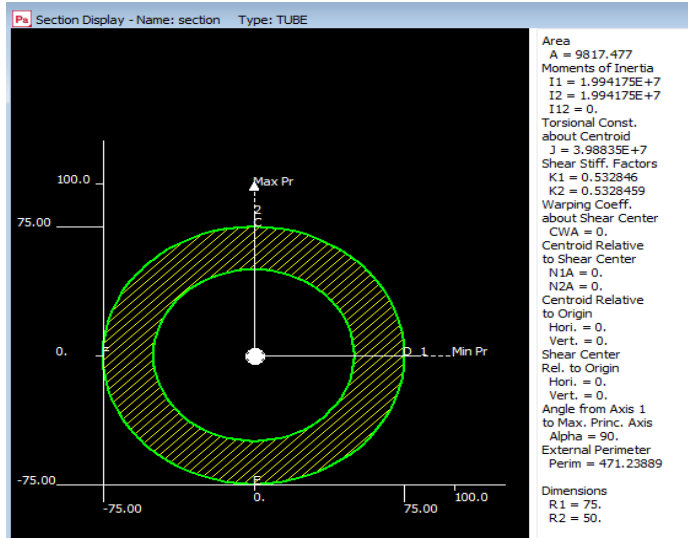 Pa Section Display - Name: section Type: TUBE
Area
A = 9817.477
Moments of Inertia
I1 = 1.994175E+7
I2 = 1.994175E+7
I12 = 0.
Torsional Const.
about Centroid
J = 3.98835E+7
Shear Stiff. Factors
K1 = 0.532846
K2 = 0.5328459
Warping Coeff.
about Shear Center
CWA = 0.
Centroid Relative
to Shear Center
N1A = 0.
N2A = 0.
Centroid Relative
to Origin
Hori. = 0.
Vert. = 0.
Shear Center
Rel. to Origin
Hori. = 0.
Vert. = 0.
Angle from Axis 1
to Max. Princ. Axis
Alpha = 90.
External Perimeter
Perim = 471.23889
Dimensions
R1 = 75.
R2 = 50.
100.0
Max Pr
2
C
75.00
0.
F
D 1 Min Pr
-75.00
E
-75.00
0.
75.00
100.0